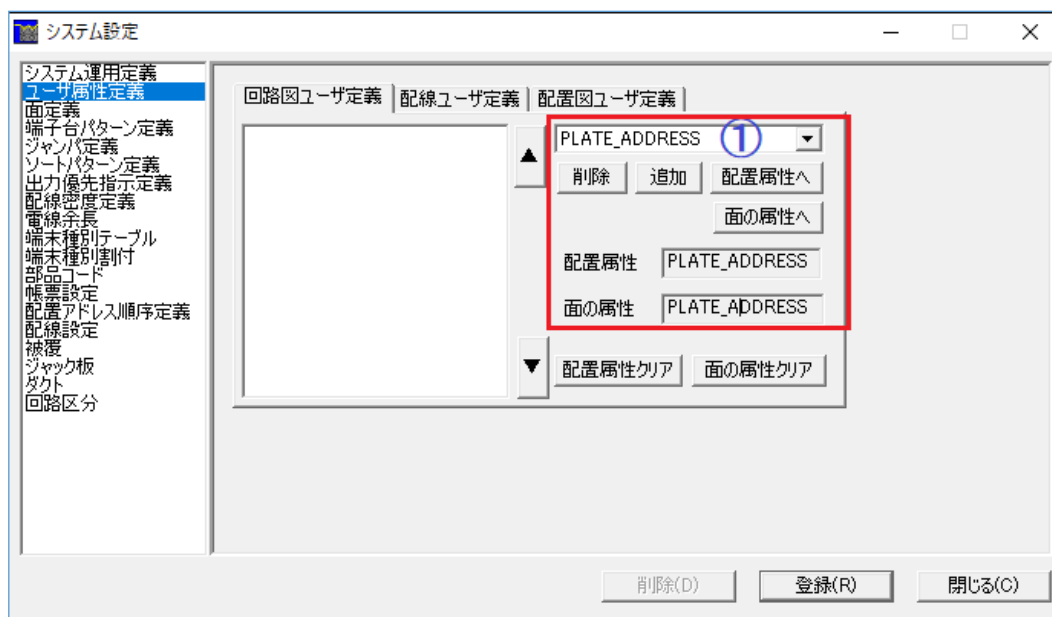 システム設定
システム運用定義
ユーザ属性定義
面定義
端子台パターン定義
ジャンパ定義
ソートパターン定義
出力優先指示定義
配線密度定義
電線余長
端末種別テーブル
端末種別割付
部品コード
帳票設定
配置アドレス順序定義
配線設定
被覆
ジャック板
ダクト
回路区分
回路図ユーザ定義 配線ユーザ定義 配置図ユーザ定義
PLATE_ADDRESS ①
削除 追加 配置属性へ
面の属性へ
配置属性 PLATE_ADDRESS
面の属性 PLATE_ADDRESS
配置属性クリア 面の属性クリア
削除(D) 登録(R) 閉じる(C)